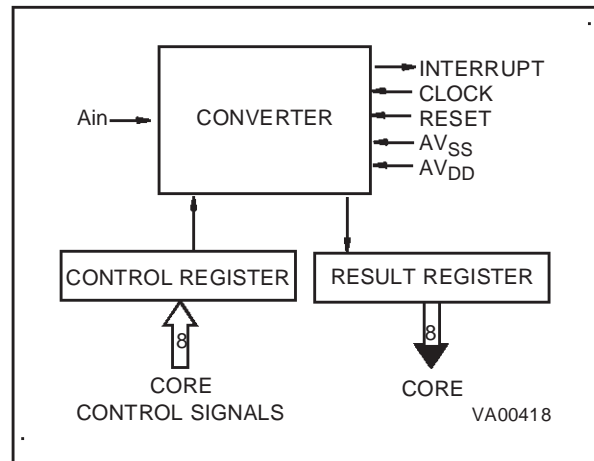 INTERRUPT
CLOCK
Ain
CONVERTER
RESET
AVSS
AVDD
CONTROL REGISTER
RESULT REGISTER
8
8
CORE
CONTROL SIGNALS
CORE
VA00418